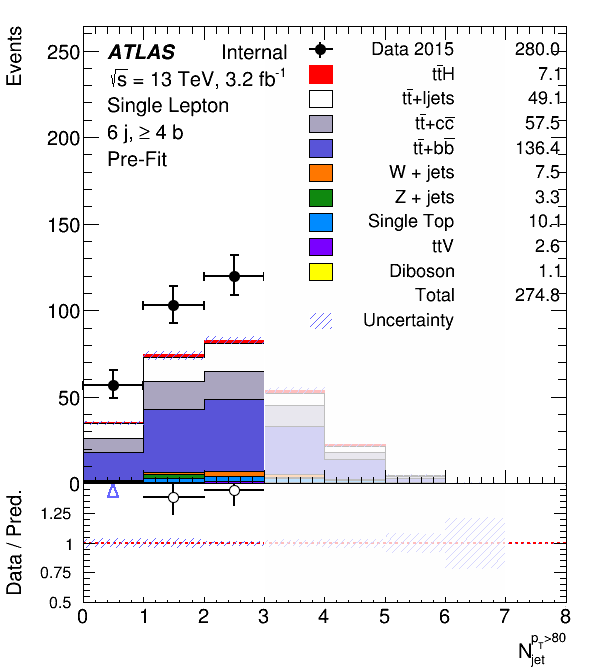 Events
250
200
150
100
50
0
ATLAS Internal
√s = 13 TeV, 3.2 fb⁻¹
Single Lepton
6 j, ≥ 4 b
Pre-Fit
Data 2015 280.0
tt̄H 7.1
tt̄+ljets 49.1
tt̄+cc̄ 57.5
tt̄+bb̄ 136.4
W + jets 7.5
Z + jets 3.3
Single Top 10.1
ttV 2.6
Diboson 1.1
Total 274.8
Uncertainty
Data / Pred.
1.25
1
0.75
0.5
0 1 2 3 4 5 6 7 8
N_jet^{p_T>80}